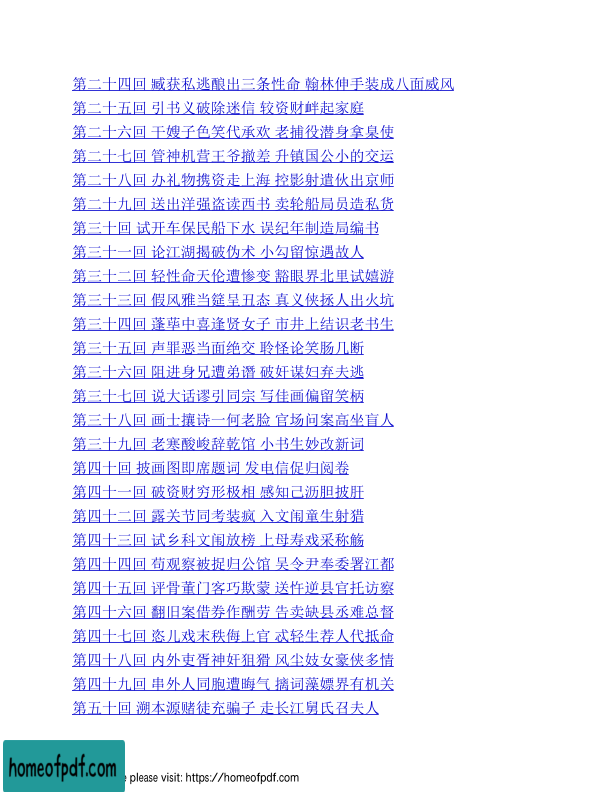 第二十四回 臧获私逃酿出三条性命 翰林伸手装成八面威风
第二十五回 引书义破除迷信 较资财衅起家庭
第二十六回 干嫂子色笑代承欢 老捕役潜身拿臬使
第二十七回 管神机营王爷撤差 升镇国公小的交运
第二十八回 办礼物携资走上海 控影射遣伙出京师
第二十九回 送出洋强盗读西书 卖轮船局员造私货
第三十回 试开车保民船下水 误纪年制造局编书
第三十一回 论江湖揭破伪术 小勾留惊遇故人
第三十二回 轻性命天伦遭惨变 豁眼界北里试嬉游
第三十三回 假风雅当筵呈丑态 真义侠拯人出火坑
第三十四回 蓬荜中喜逢贤女子 市井上结识老书生
第三十五回 声罪恶当面绝交 聆怪论笑肠几断
第三十六回 阻进身兄遭弟谮 破奸谋妇弃夫逃
第三十七回 说大话谬引同宗 写佳画偏留笑柄
第三十八回 画士攘诗一何老脸 官场问案高坐盲人
第三十九回 老寒酸峻辞乾馆 小书生妙改新词
第四十回 披画图即席题词 发电信促归阅卷
第四十一回 破资财穷形极相 感知己沥胆披肝
第四十二回 露关节同考装疯 入文闱童生射猎
第四十三回 试乡科文闱放榜 上母寿戏采称觞
第四十四回 苟观察被捉归公馆 吴令尹奉委署江都
第四十五回 评骨董门客巧欺蒙 送忤逆县官托访察
第四十六回 翻旧案借券作酬劳 告卖缺县丞难总督
第四十七回 恣儿戏末秩侮上官 忒轻生荐人代抵命
第四十八回 内外吏胥神奸狙猾 风尘妓女豪侠多情
第四十九回 串外人同胞遭晦气 摛词藻嫖界有机关
第五十回 溯本源赌徒充骗子 走长江舅氏召夫人
homeofpdf.com
please visit: https://homeofpdf.com